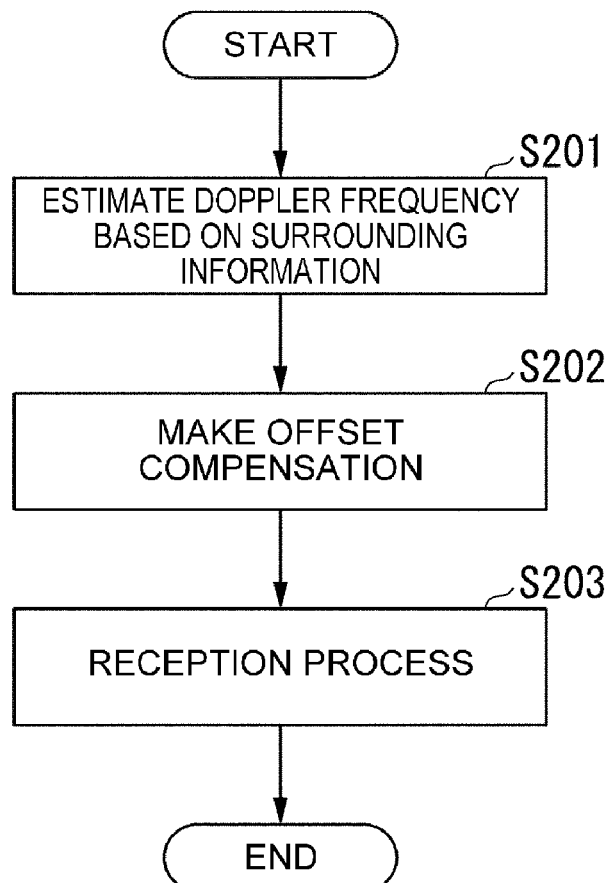 START
S201
ESTIMATE DOPPLER FREQUENCY
BASED ON SURROUNDING
INFORMATION
S202
MAKE OFFSET
COMPENSATION
S203
RECEPTION PROCESS
END